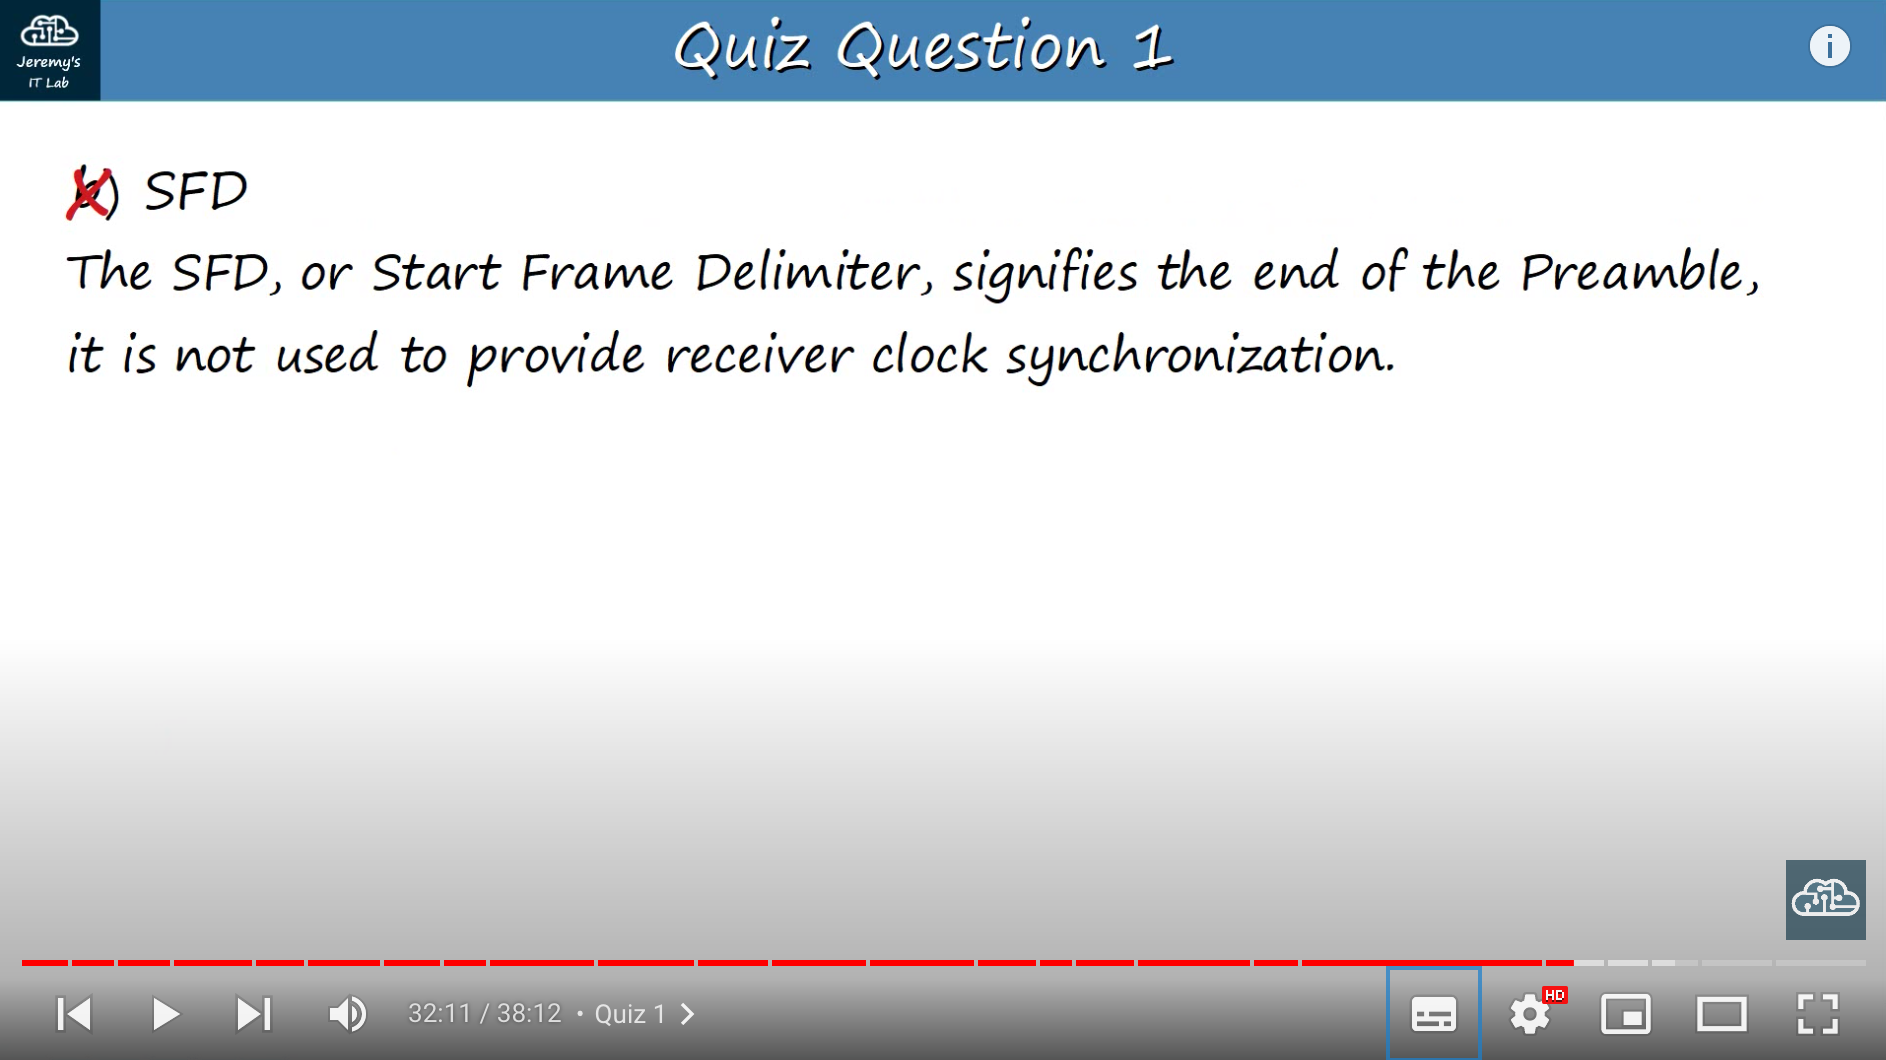 Jeremy's
IT Lab
Quiz Question 1
b) SFD
The SFD, or Start Frame Delimiter, signifies the end of the Preamble,
it is not used to provide receiver clock synchronization.
32:11 / 38:12 • Quiz 1
HD